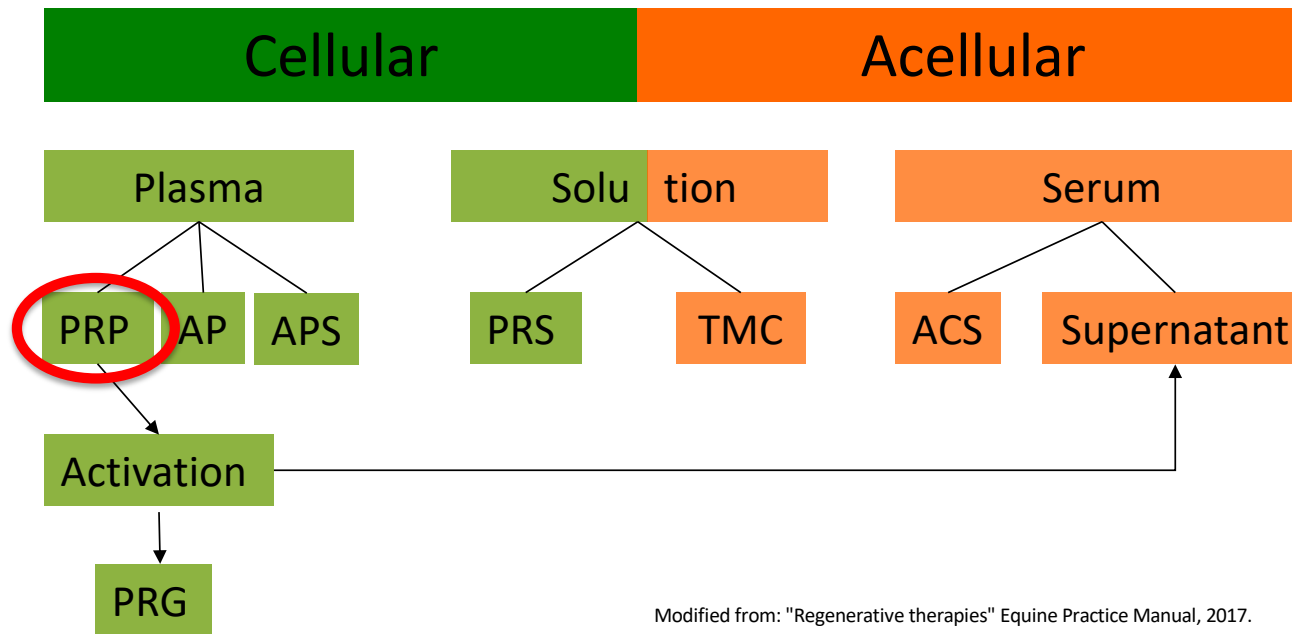 Cellular Acellular
Plasma Solu tion Serum
PRP AP APS PRS TMC ACS Supernatant
Activation
PRG
Modified from: "Regenerative therapies" Equine Practice Manual, 2017.